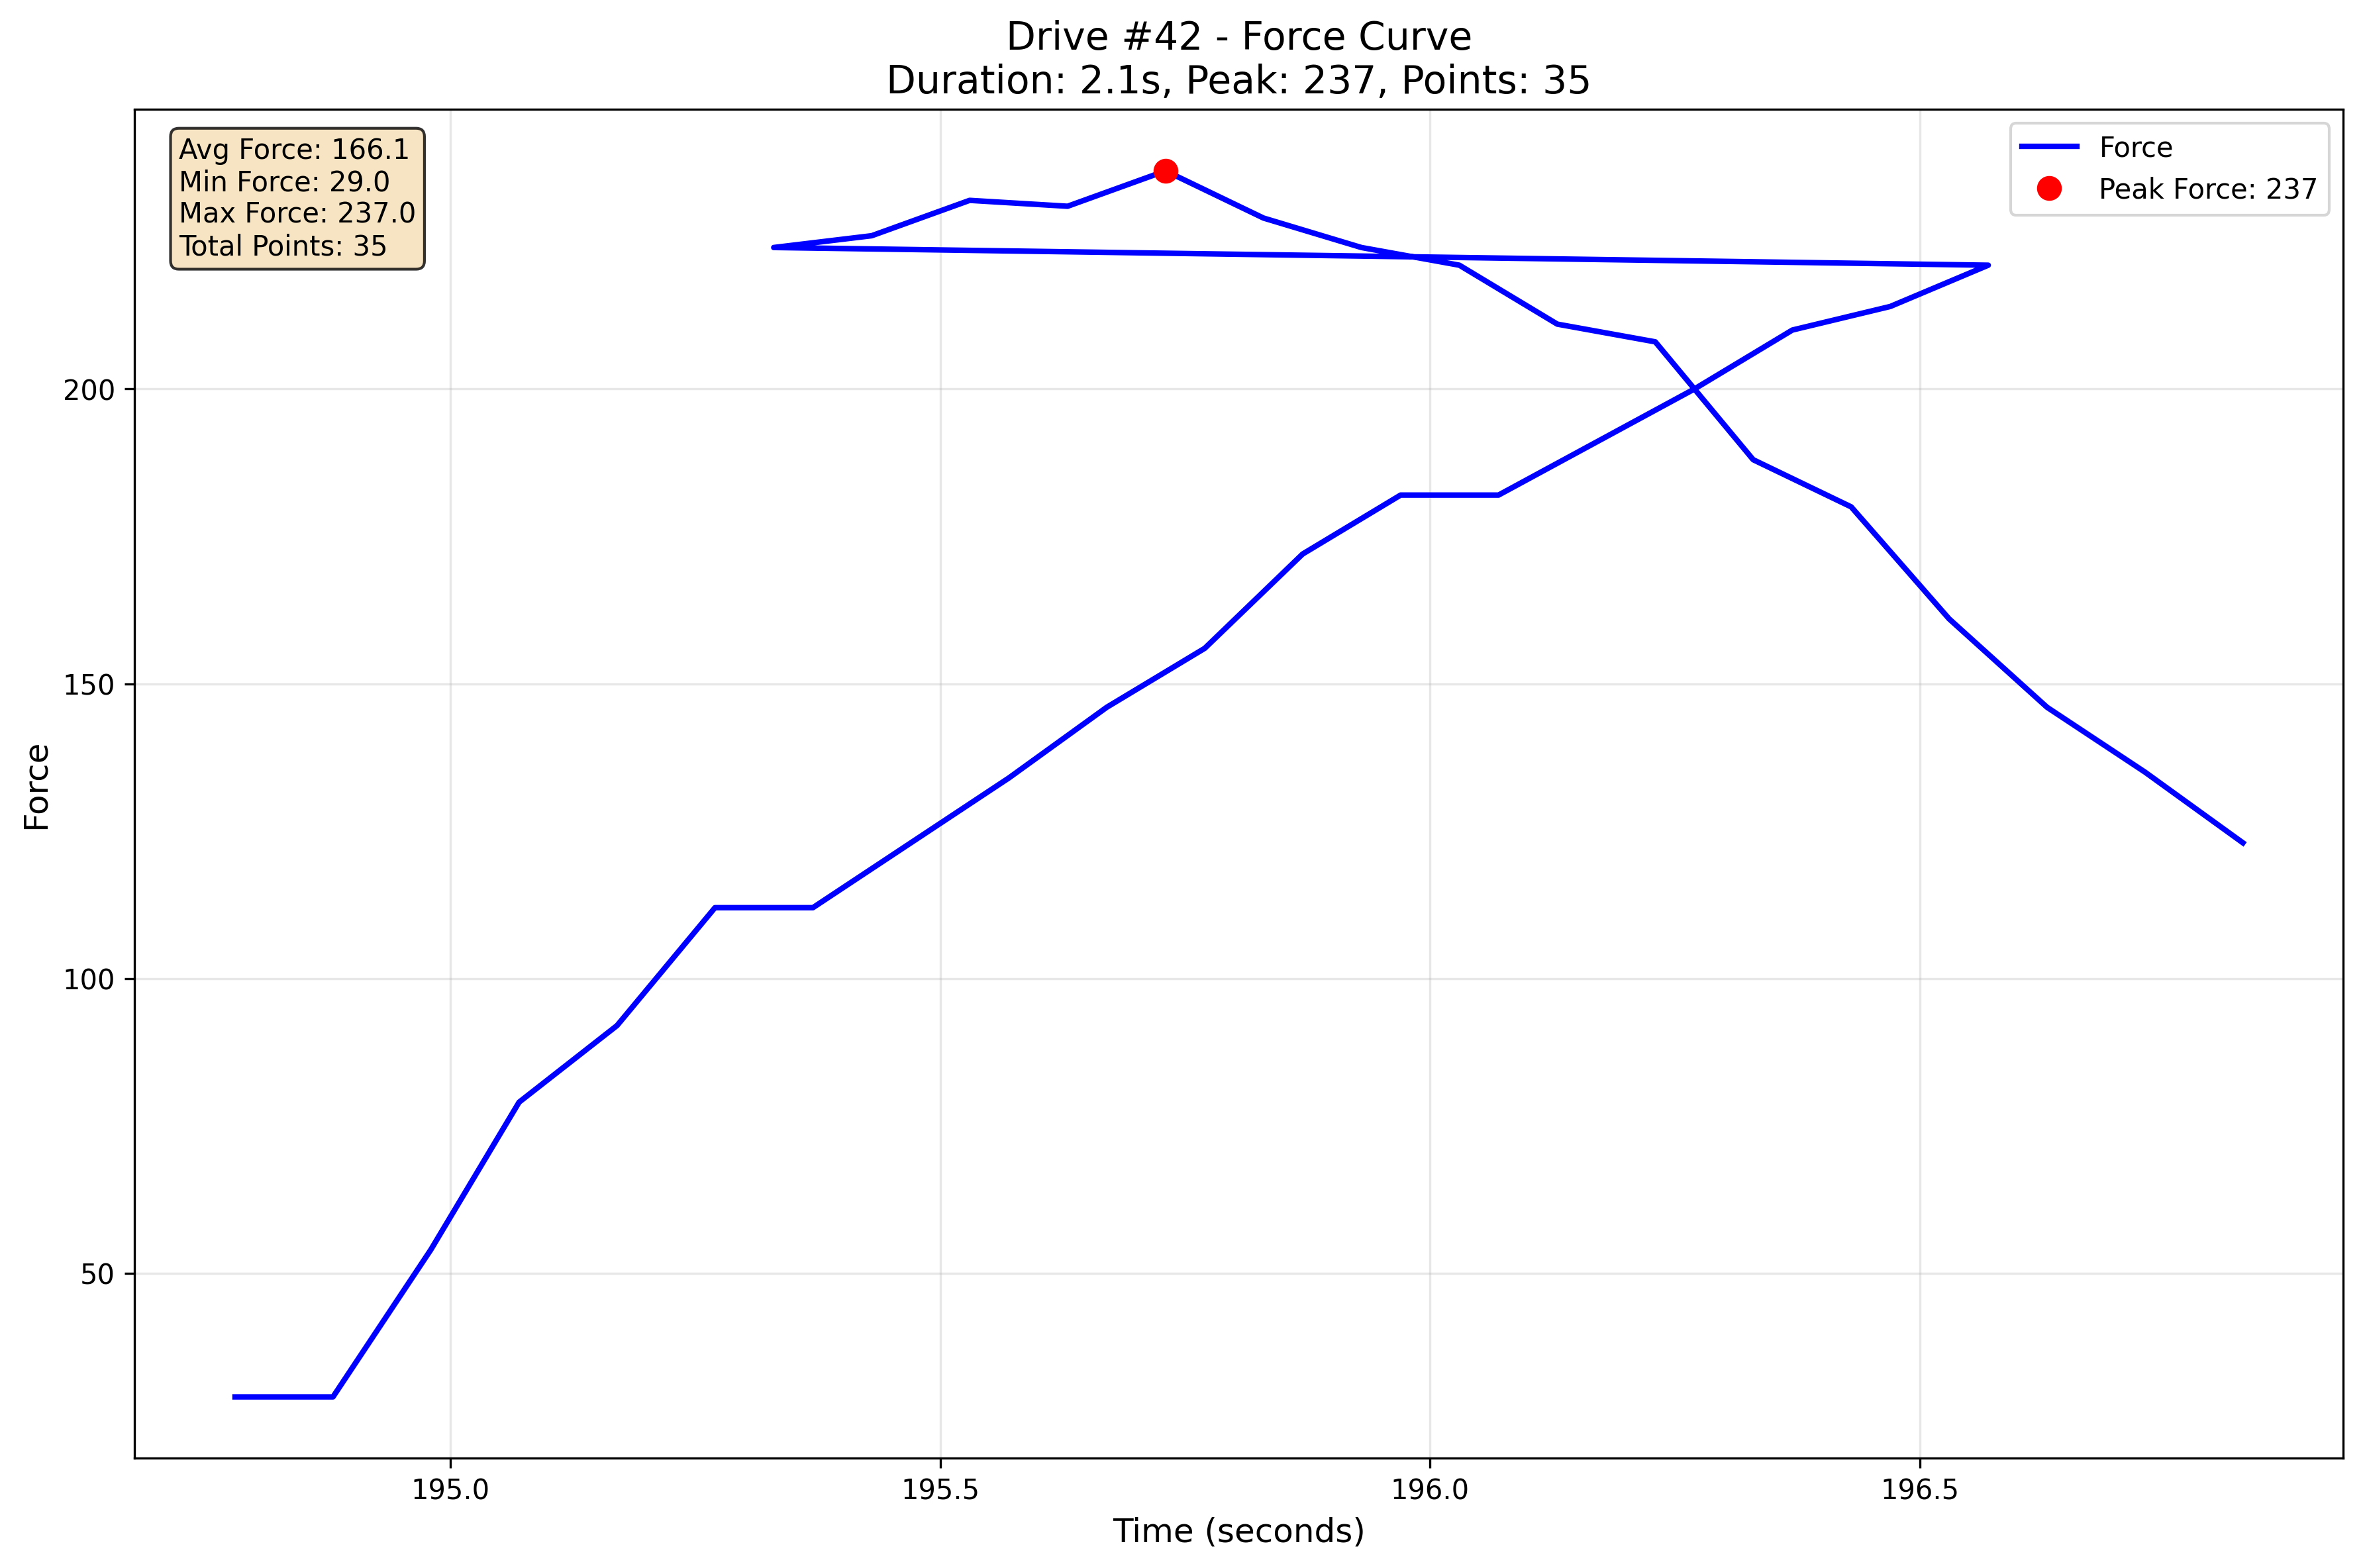 Drive #42 - Force Curve
Duration: 2.1s, Peak: 237, Points: 35
Avg Force: 166.1
Min Force: 29.0
Max Force: 237.0
Total Points: 35
Force
Peak Force: 237
200
150
100
50
Force
195.0
195.5
196.0
196.5
Time (seconds)